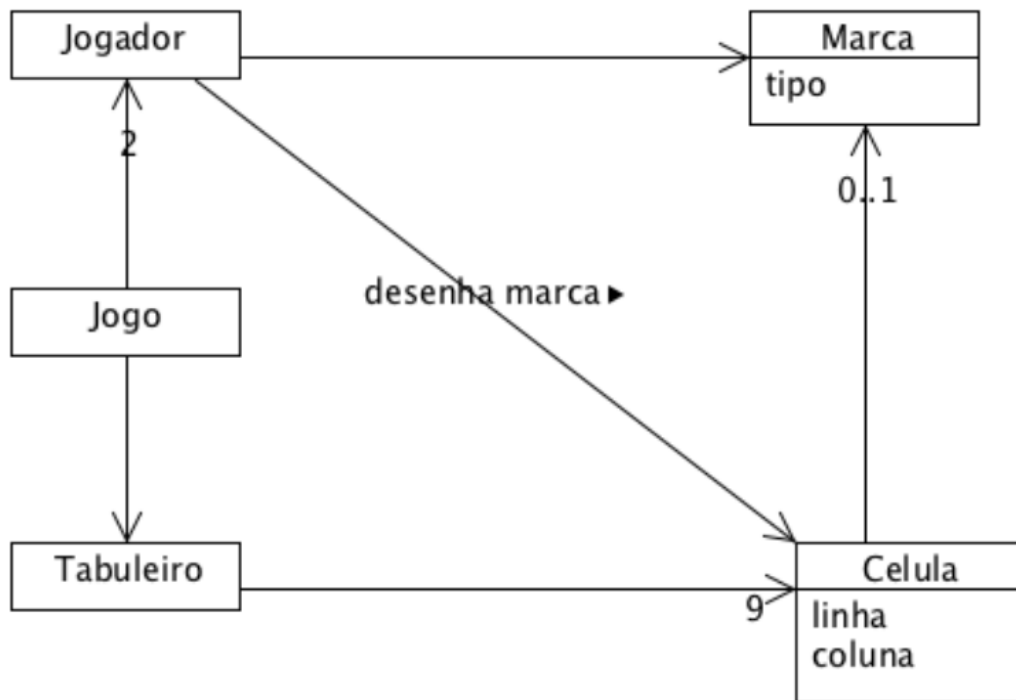 Jogador
Marca
tipo
2
0..1
desenha marca▶
Jogo
Tabuleiro
9
Celula
linha
coluna